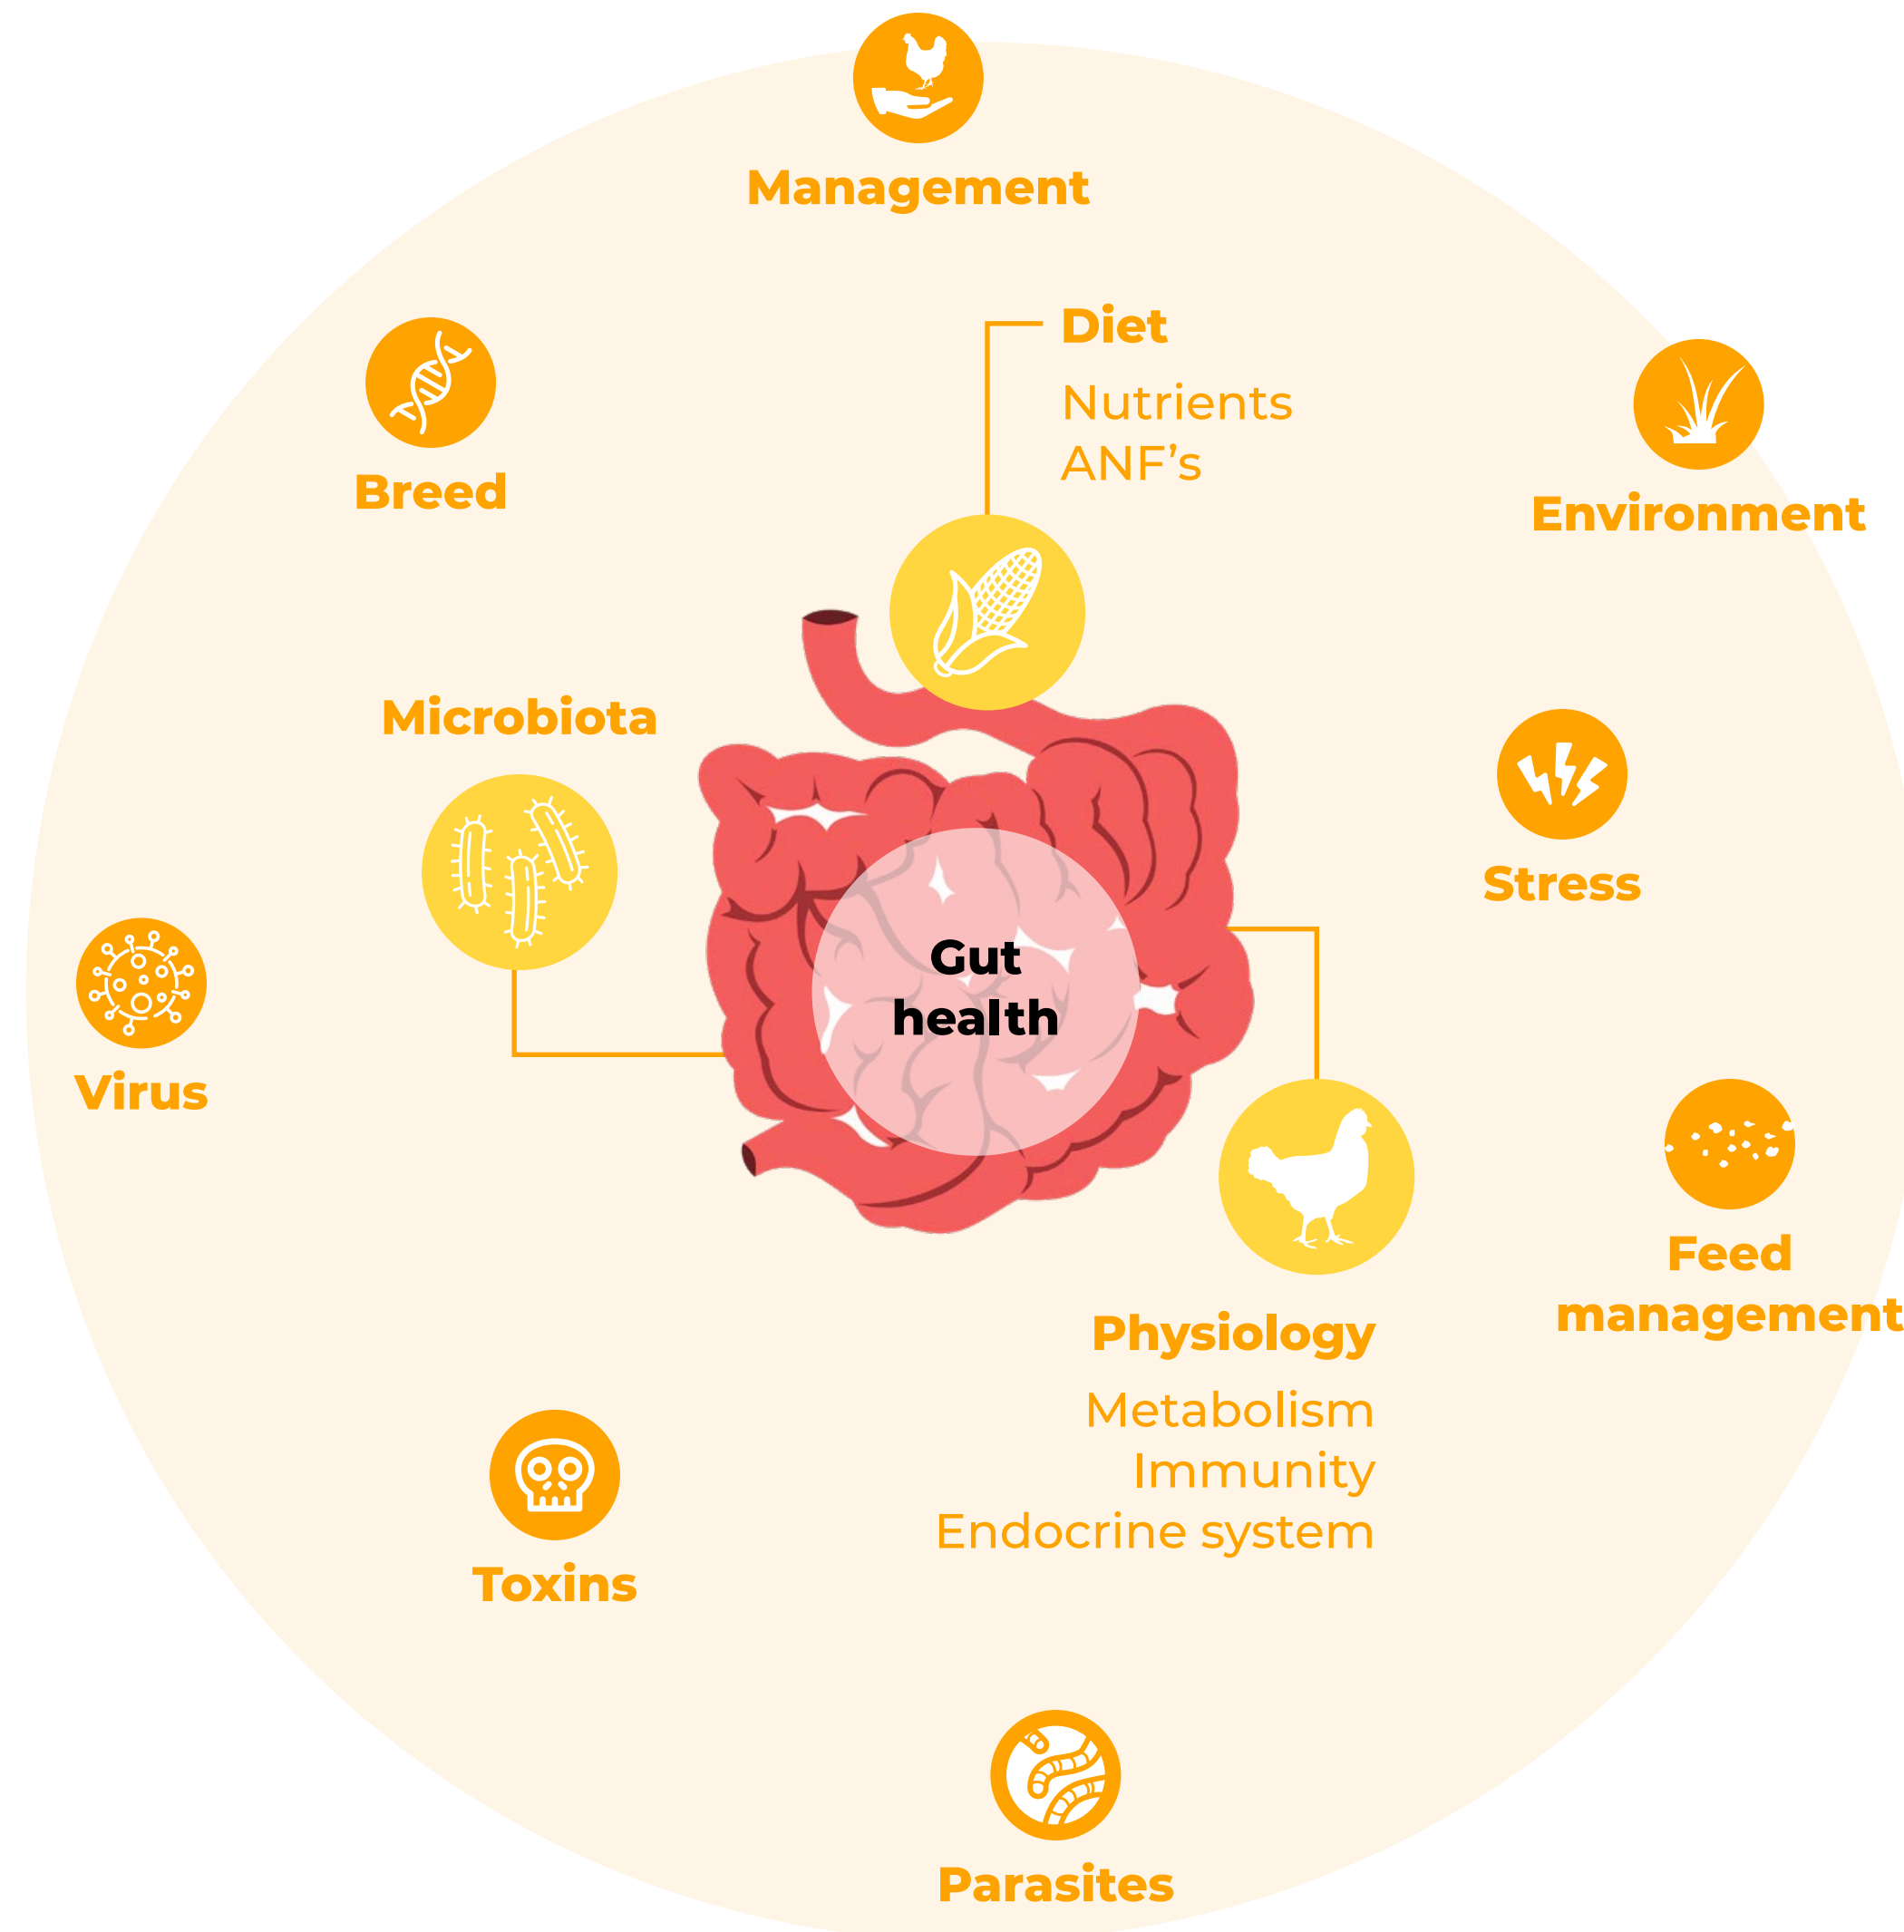 Management
Diet
Nutrients
ANF’s
Breed
Environment
Microbiota
Stress
Gut
health
Virus
Feed
management
Physiology
Metabolism
Immunity
Endocrine system
Toxins
Parasites